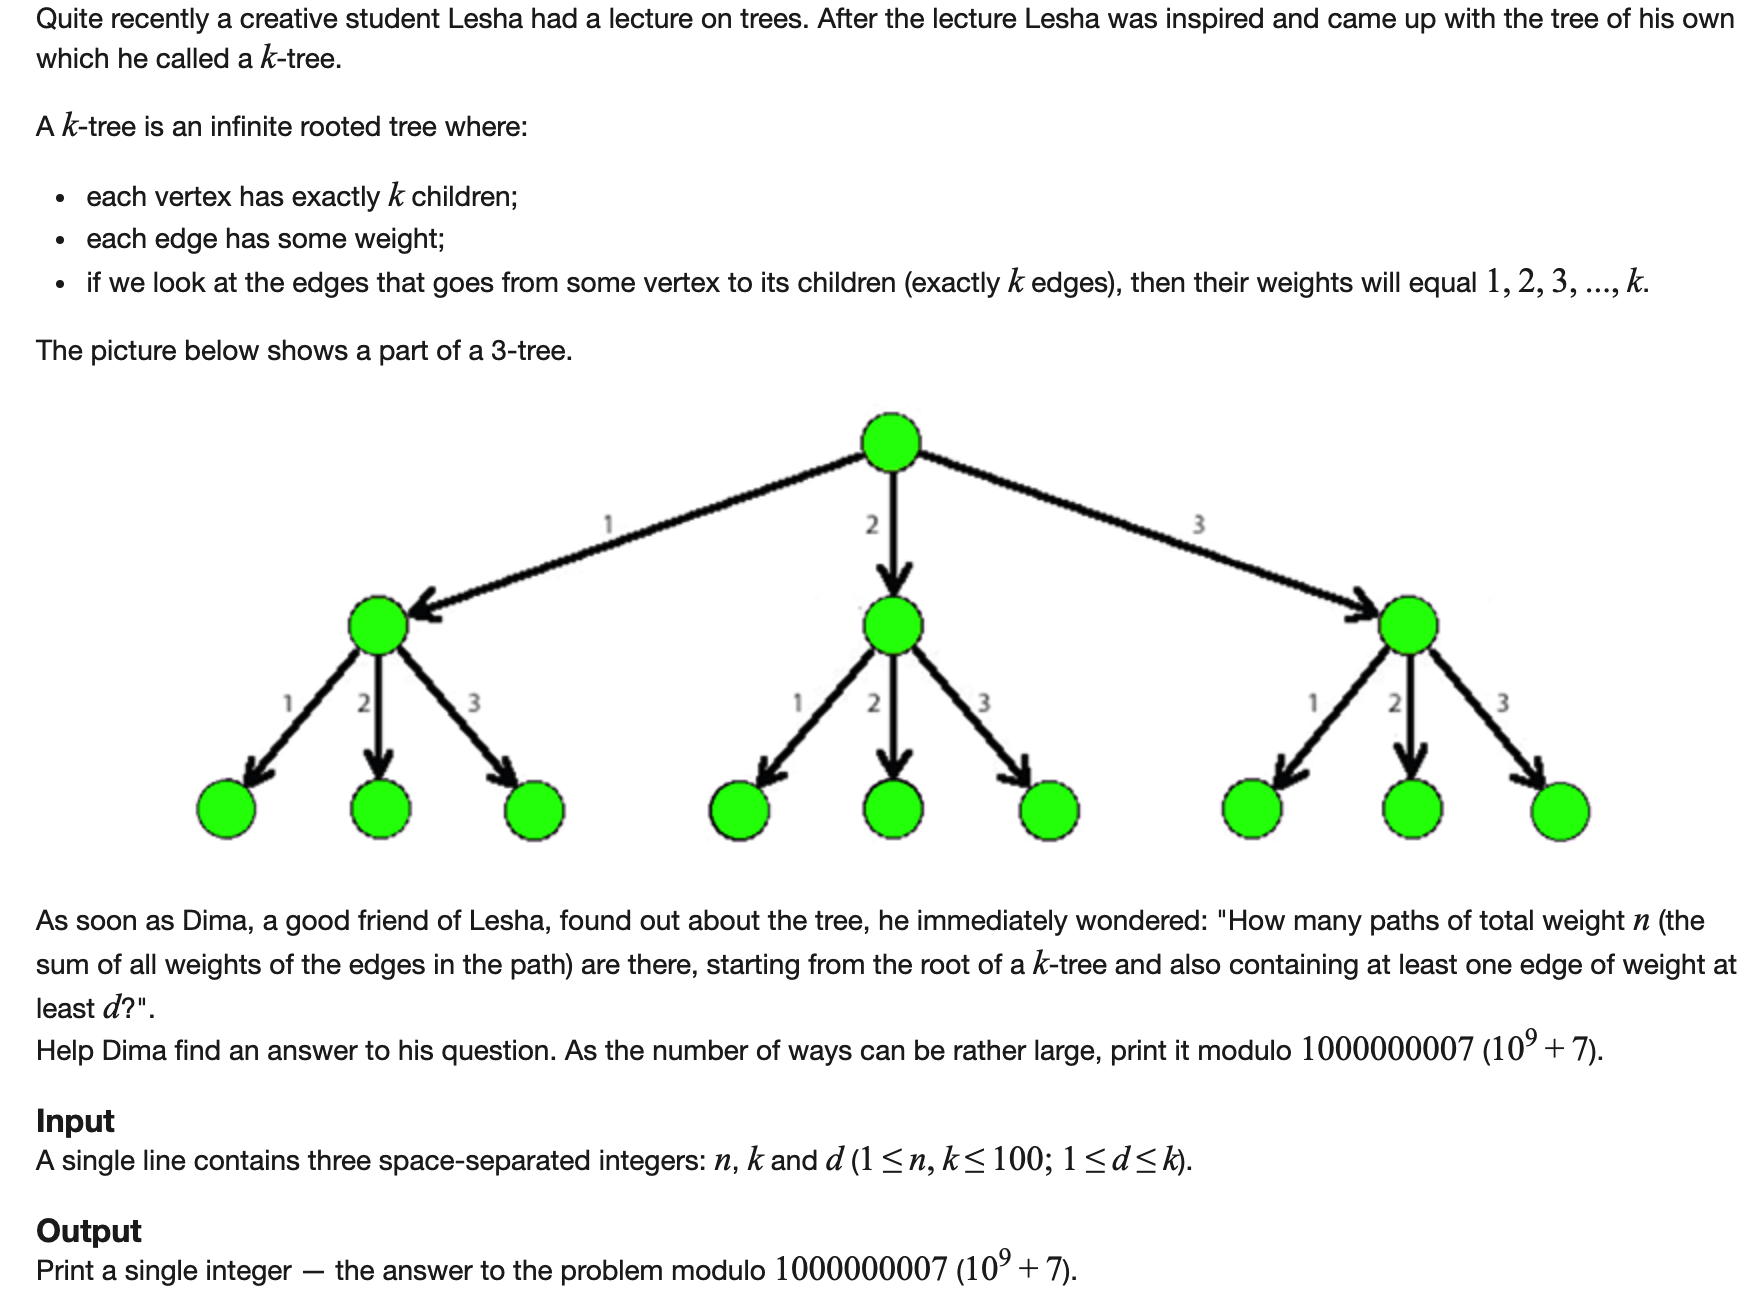 Quite recently a creative student Lesha had a lecture on trees. After the lecture Lesha was inspired and came up with the tree of his own
which he called a k-tree.
A k-tree is an infinite rooted tree where:
• each vertex has exactly k children;
• each edge has some weight;
• if we look at the edges that goes from some vertex to its children (exactly k edges), then their weights will equal 1, 2, 3, ..., k.
The picture below shows a part of a 3-tree.
1 2 3
1 2 3 1 2 3 1 2 3
As soon as Dima, a good friend of Lesha, found out about the tree, he immediately wondered: "How many paths of total weight n (the
sum of all weights of the edges in the path) are there, starting from the root of a k-tree and also containing at least one edge of weight at
least d?".
Help Dima find an answer to his question. As the number of ways can be rather large, print it modulo 1000000007 (10⁹ + 7).
Input
A single line contains three space-separated integers: n, k and d (1 ≤ n, k ≤ 100; 1 ≤ d ≤ k).
Output
Print a single integer — the answer to the problem modulo 1000000007 (10⁹ + 7).